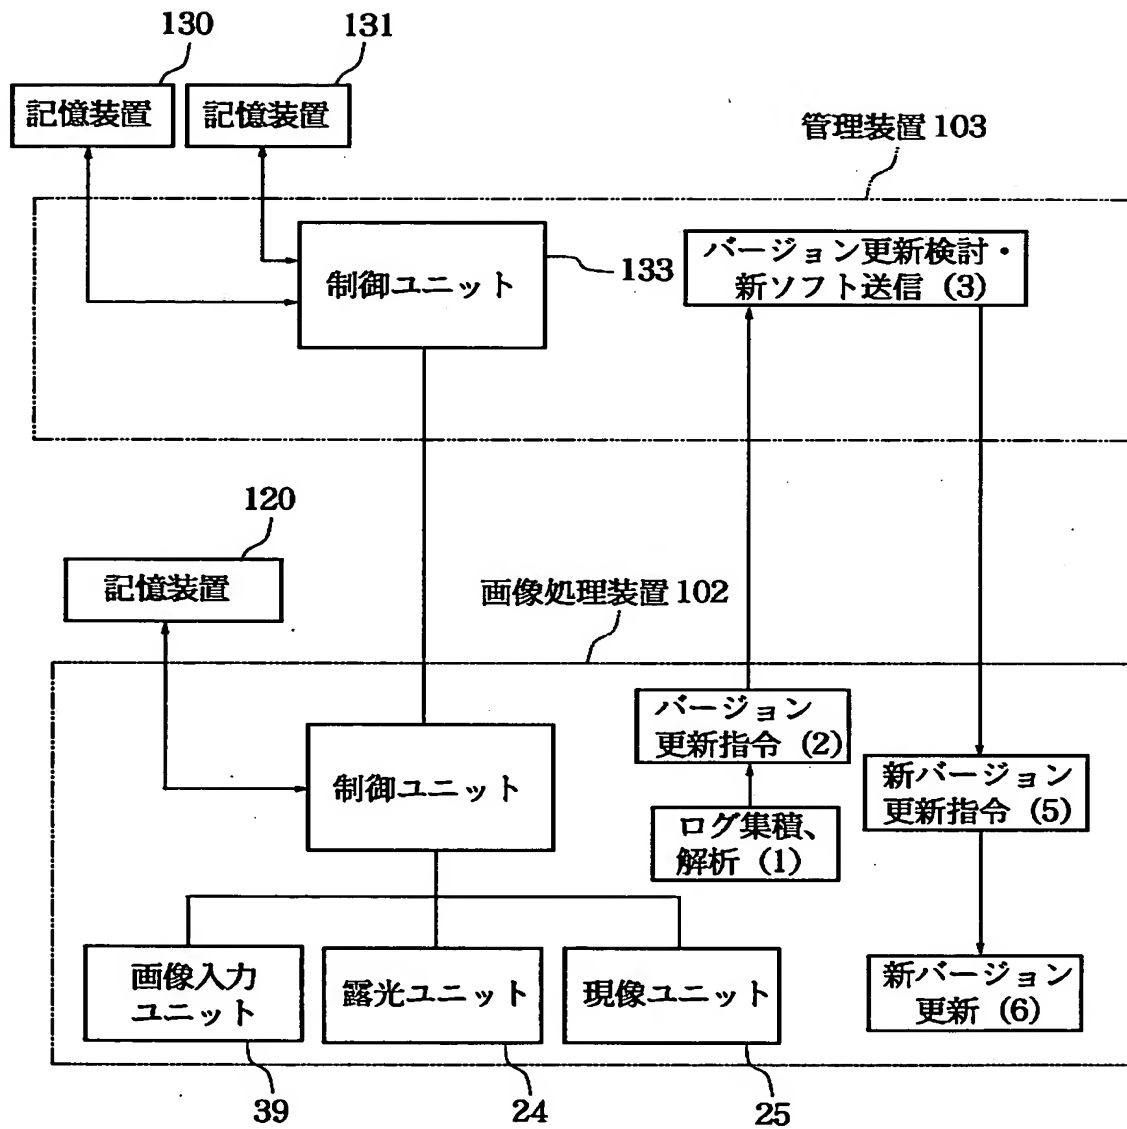 130
131
記憶装置
記憶装置
管理装置103
制御ユニット
133
バージョン更新検討・
新ソフト送信 (3)
120
記憶装置
画像処理装置102
制御ユニット
バージョン
更新指令 (2)
ログ集積、
解析 (1)
新バージョン
更新指令 (5)
新バージョン
更新 (6)
画像入力
ユニット
露光ユニット
現像ユニット
39
24
25